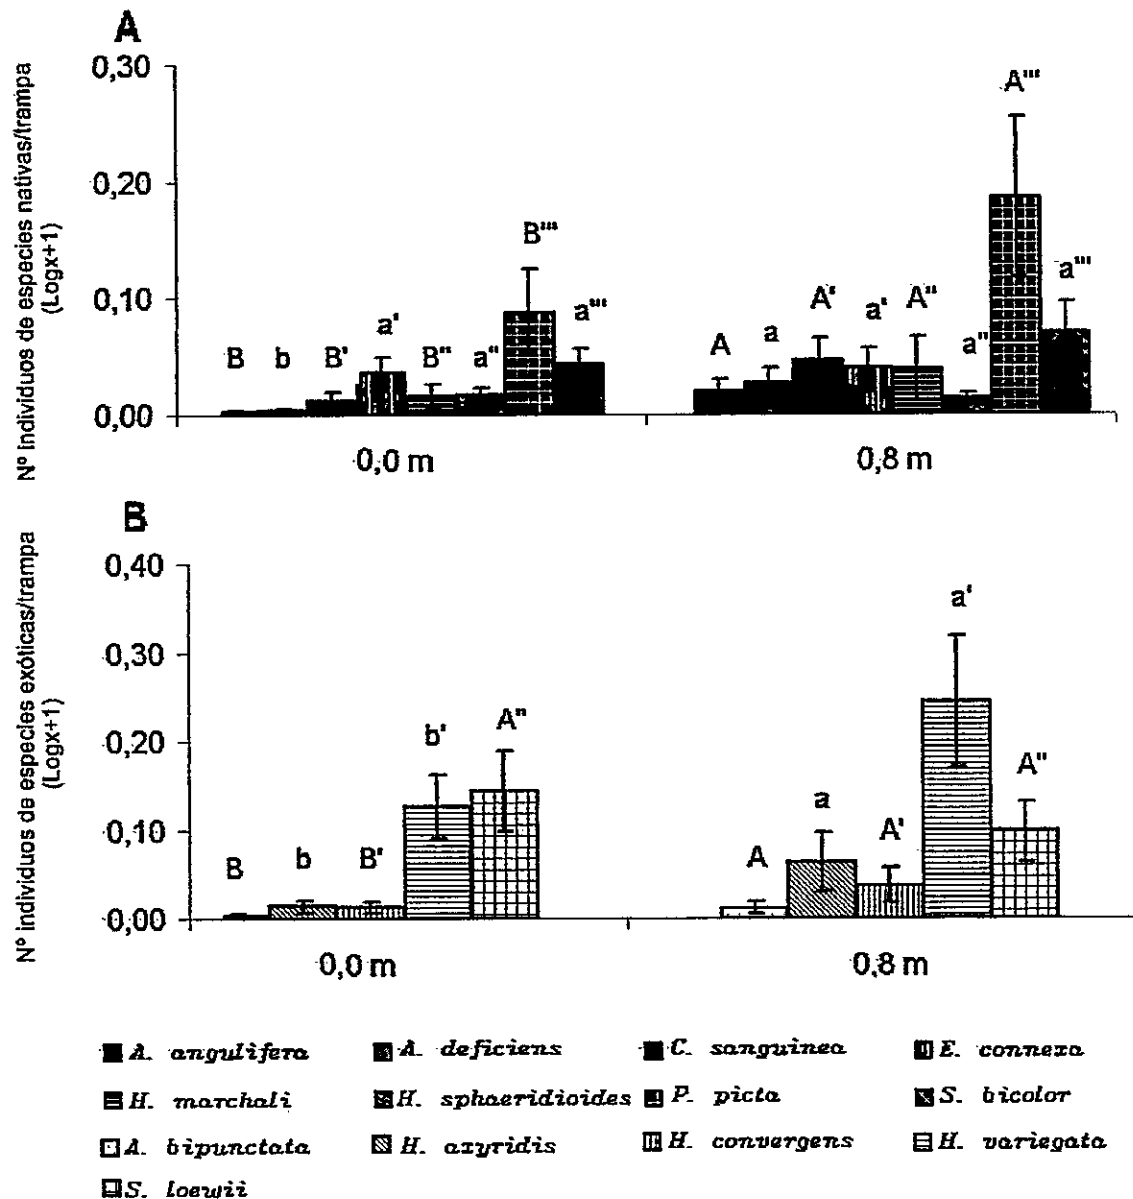 A
Nº individuos de especies nativas/trampa
(Logx+1)
0,30
0,20
0,10
0,00
B b B' a' B'' a'' B''' a'''
A a A' a' A'' a'' A''' a'''
0,0 m 0,8 m
B
Nº individuos de especies exóticas/trampa
(Logx+1)
0,40
0,30
0,20
0,10
0,00
B b B' b' A''
A a A' a' A''
0,0 m 0,8 m
A. angulifera A. deficiens C. sanguinea E. connexa
H. marchali H. sphaeridioides P. picta S. bicolor
A. bipunctata H. axyridis H. convergens H. variegata
S. loewii